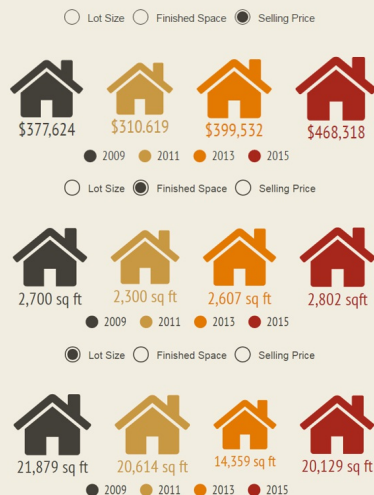 Lot Size Finished Space Selling Price
$377,624 $310.619 $399,532 $468,318
2009 2011 2013 2015
Lot Size Finished Space Selling Price
2,700 sq ft 2,300 sq ft 2,607 sq ft 2,802 sqft
2009 2011 2013 2015
Lot Size Finished Space Selling Price
21,879 sq ft 20,614 sq ft 14,359 sq ft 20,129 sq ft
2009 2011 2013 2015